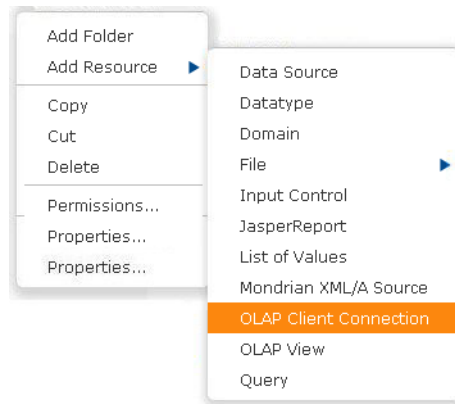 Add Folder
Add Resource
Copy
Cut
Delete
Permissions...
Properties...
Properties...
Data Source
Datatype
Domain
File
Input Control
JasperReport
List of Values
Mondrian XML/A Source
OLAP Client Connection
OLAP View
Query